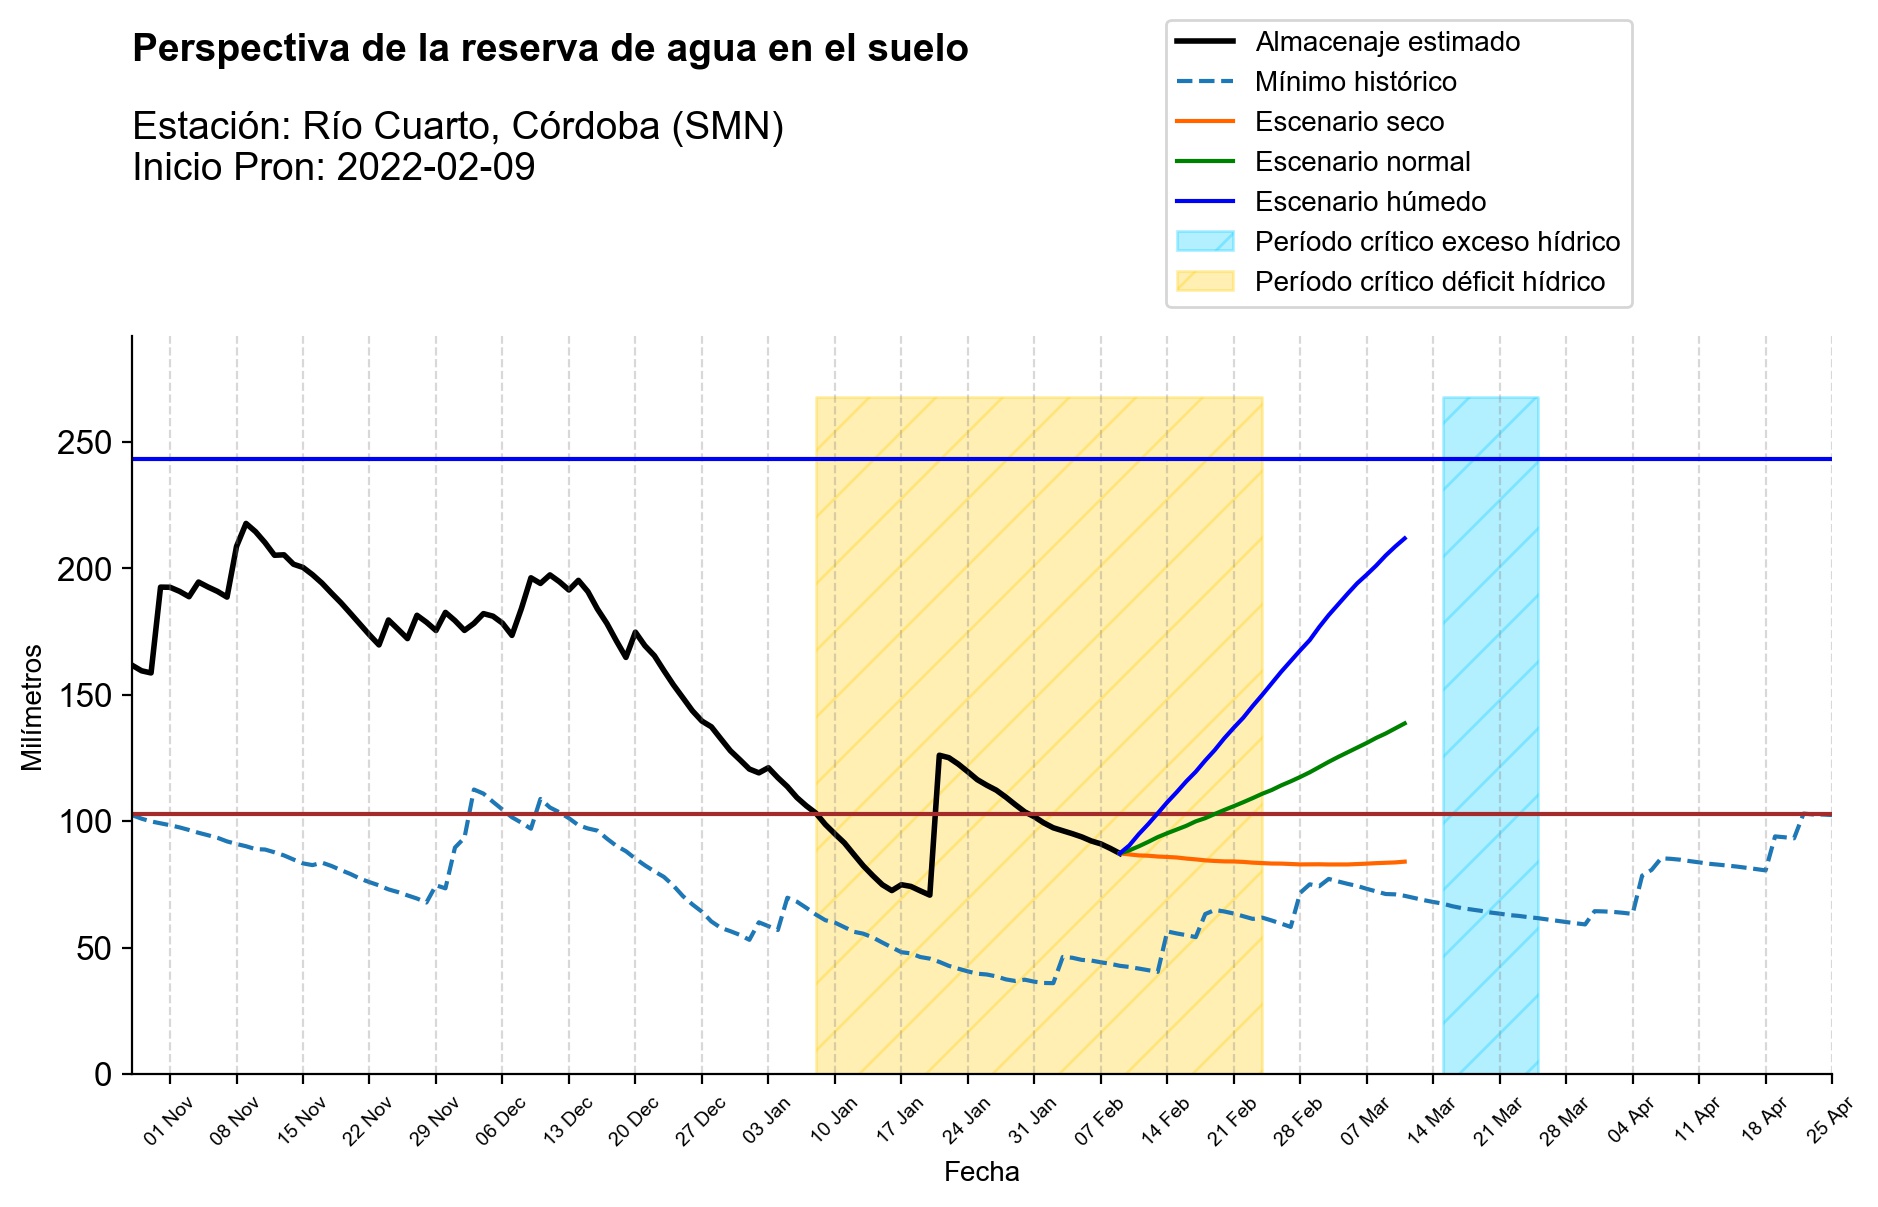 Perspectiva de la reserva de agua en el suelo
Estación: Río Cuarto, Córdoba (SMN)
Inicio Pron: 2022-02-09
Almacenaje estimado
Mínimo histórico
Escenario seco
Escenario normal
Escenario húmedo
Período crítico exceso hídrico
Período crítico déficit hídrico
250
200
150
100
50
0
Milímetros
01 Nov
08 Nov
15 Nov
22 Nov
29 Nov
06 Dec
13 Dec
20 Dec
27 Dec
03 Jan
10 Jan
17 Jan
24 Jan
31 Jan
07 Feb
14 Feb
21 Feb
28 Feb
07 Mar
14 Mar
21 Mar
28 Mar
04 Apr
11 Apr
18 Apr
25 Apr
Fecha